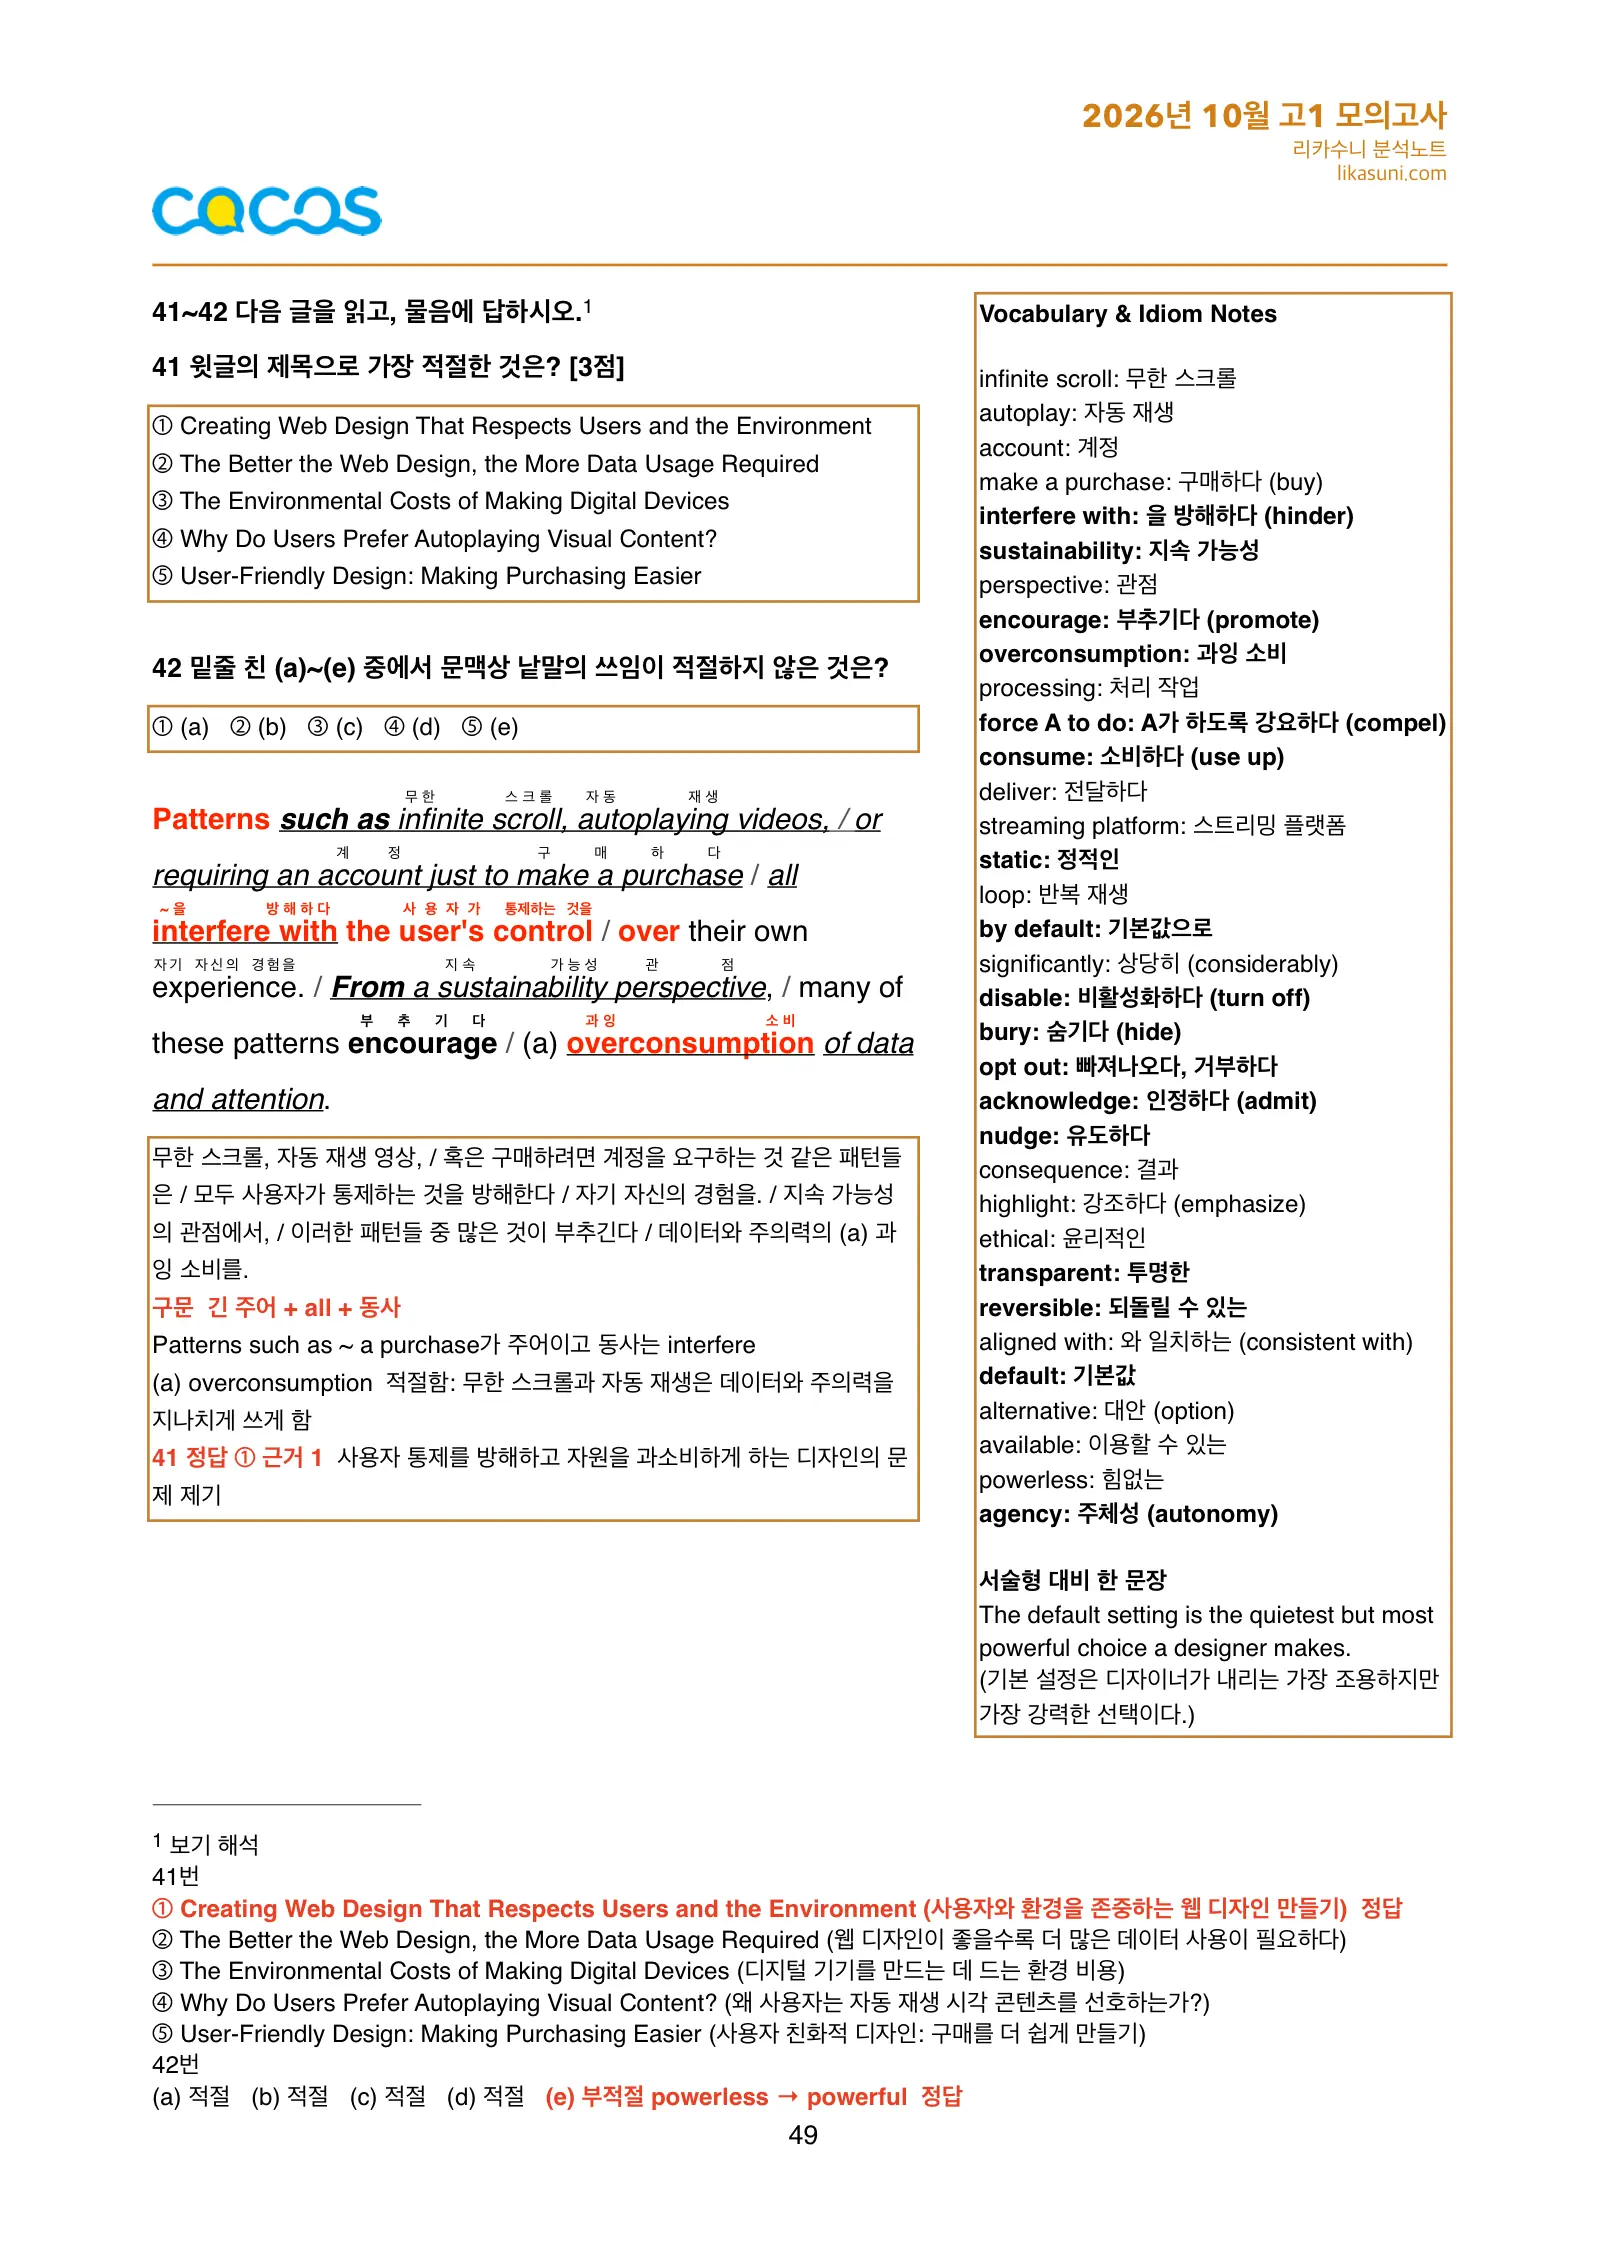 2026년 10월 고1 모의고사
리카수니 분석노트
likasuni.com
cacos
41~42 다음 글을 읽고, 물음에 답하시오.1
41 윗글의 제목으로 가장 적절한 것은? [3점]
① Creating Web Design That Respects Users and the Environment
② The Better the Web Design, the More Data Usage Required
③ The Environmental Costs of Making Digital Devices
④ Why Do Users Prefer Autoplaying Visual Content?
⑤ User-Friendly Design: Making Purchasing Easier
42 밑줄 친 (a)~(e) 중에서 문맥상 낱말의 쓰임이 적절하지 않은 것은?
① (a) ② (b) ③ (c) ④ (d) ⑤ (e)
무한 스크롤 자동 재생
Patterns such as infinite scroll, autoplaying videos, / or
계정 구매하다
requiring an account just to make a purchase / all
~을 방해하다 사용자가 통제하는 것을
interfere with the user's control / over their own
자기 자신의 경험을 지속 가능성 관점
experience. / From a sustainability perspective, / many of
부추기다 과잉 소비
these patterns encourage / (a) overconsumption of data
and attention.
무한 스크롤, 자동 재생 영상, / 혹은 구매하려면 계정을 요구하는 것 같은 패턴들
은 / 모두 사용자가 통제하는 것을 방해한다 / 자기 자신의 경험을. / 지속 가능성
의 관점에서, / 이러한 패턴들 중 많은 것이 부추긴다 / 데이터와 주의력의 (a) 과
잉 소비를.
구문 긴 주어 + all + 동사
Patterns such as ~ a purchase가 주어이고 동사는 interfere
(a) overconsumption 적절함: 무한 스크롤과 자동 재생은 데이터와 주의력을
지나치게 쓰게 함
41 정답 ① 근거 1 사용자 통제를 방해하고 자원을 과소비하게 하는 디자인의 문
제 제기
Vocabulary & Idiom Notes
infinite scroll: 무한 스크롤
autoplay: 자동 재생
account: 계정
make a purchase: 구매하다 (buy)
interfere with: 을 방해하다 (hinder)
sustainability: 지속 가능성
perspective: 관점
encourage: 부추기다 (promote)
overconsumption: 과잉 소비
processing: 처리 작업
force A to do: A가 하도록 강요하다 (compel)
consume: 소비하다 (use up)
deliver: 전달하다
streaming platform: 스트리밍 플랫폼
static: 정적인
loop: 반복 재생
by default: 기본값으로
significantly: 상당히 (considerably)
disable: 비활성화하다 (turn off)
bury: 숨기다 (hide)
opt out: 빠져나오다, 거부하다
acknowledge: 인정하다 (admit)
nudge: 유도하다
consequence: 결과
highlight: 강조하다 (emphasize)
ethical: 윤리적인
transparent: 투명한
reversible: 되돌릴 수 있는
aligned with: 와 일치하는 (consistent with)
default: 기본값
alternative: 대안 (option)
available: 이용할 수 있는
powerless: 힘없는
agency: 주체성 (autonomy)
서술형 대비 한 문장
The default setting is the quietest but most
powerful choice a designer makes.
(기본 설정은 디자이너가 내리는 가장 조용하지만
가장 강력한 선택이다.)
1 보기 해석
41번
① Creating Web Design That Respects Users and the Environment (사용자와 환경을 존중하는 웹 디자인 만들기) 정답
② The Better the Web Design, the More Data Usage Required (웹 디자인이 좋을수록 더 많은 데이터 사용이 필요하다)
③ The Environmental Costs of Making Digital Devices (디지털 기기를 만드는 데 드는 환경 비용)
④ Why Do Users Prefer Autoplaying Visual Content? (왜 사용자는 자동 재생 시각 콘텐츠를 선호하는가?)
⑤ User-Friendly Design: Making Purchasing Easier (사용자 친화적 디자인: 구매를 더 쉽게 만들기)
42번
(a) 적절 (b) 적절 (c) 적절 (d) 적절 (e) 부적절 powerless → powerful 정답
49